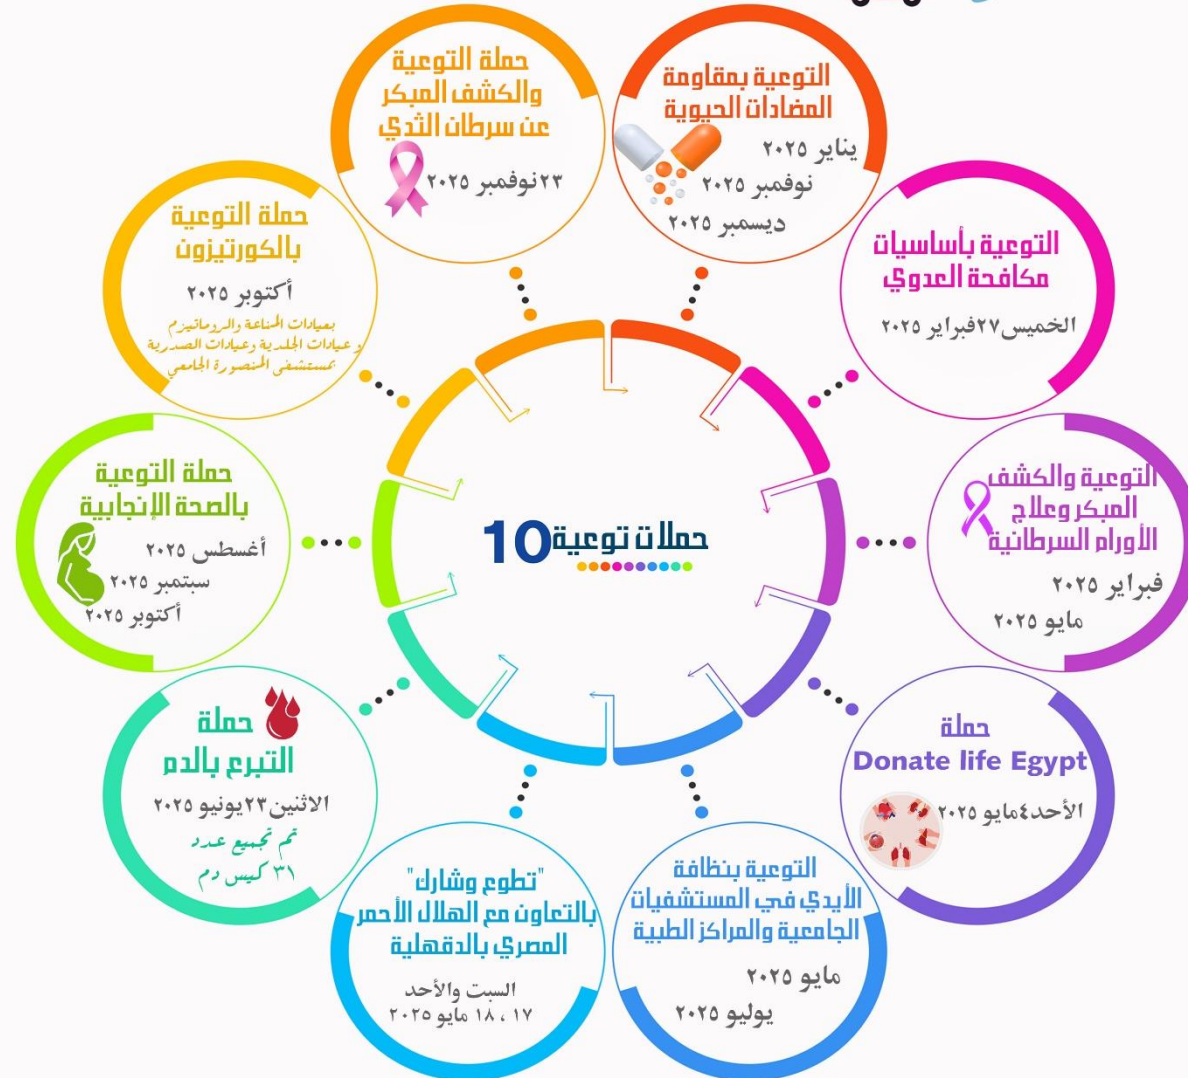 حملات توعية 10
التوعية بمقاومة
المضادات الحيوية
يناير ٢٠٢٥
نوفمبر ٢٠٢٥
ديسمبر ٢٠٢٥
التوعية بأساسيات
مكافحة العدوي
الخميس٢٧فبراير ٢٠٢٥
التوعية والكشف
المبكر وعلاج
الأورام السرطانية
فبراير ٢٠٢٥
مايو ٢٠٢٥
حملة
Donate life Egypt
الأحد٤مايو ٢٠٢٥
التوعية بنظافة
الأيدي في المستشفيات
الجامعية والمراكز الطبية
مايو ٢٠٢٥
يوليو ٢٠٢٥
"تطوع وشارك"
بالتعاون مع الهلال الأحمر
المصري بالدقهلية
السبت والأحد
١٧ ، ١٨ مايو ٢٠٢٥
حملة
التبرع بالدم
الاثنين٢٣يونيو ٢٠٢٥
تم تجميع عدد
٣١ كيس دم
حملة التوعية
بالصحة الإنجابية
أغسطس ٢٠٢٥
سبتمبر ٢٠٢٥
أكتوبر ٢٠٢٥
حملة التوعية
بالكورتيزون
أكتوبر ٢٠٢٥
بعيادات المناعة والروماتيزم
وعيادات الجلدية وعيادات الصدرية
بمستشفى المنصورة الجامعي
حملة التوعية
والكشف المبكر
عن سرطان الثدي
٢٣نوفمبر ٢٠٢٥